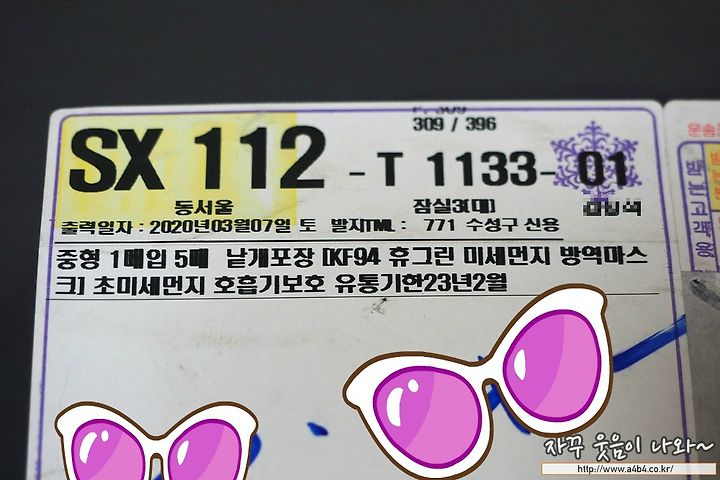 309 / 396
SX 112 - T 1133- 01
동서울 잠실3(대)
출력일자 : 2020년03월07일 토 발지TML : 771 수성구 신용
중형 1매입 5매 낱개포장 [KF94 휴그린 미세먼지 방역마스
크] 초미세먼지 호흡기보호 유통기한23년2월
자꾸 웃음이 나와~
http://www.a4b4.co.kr/